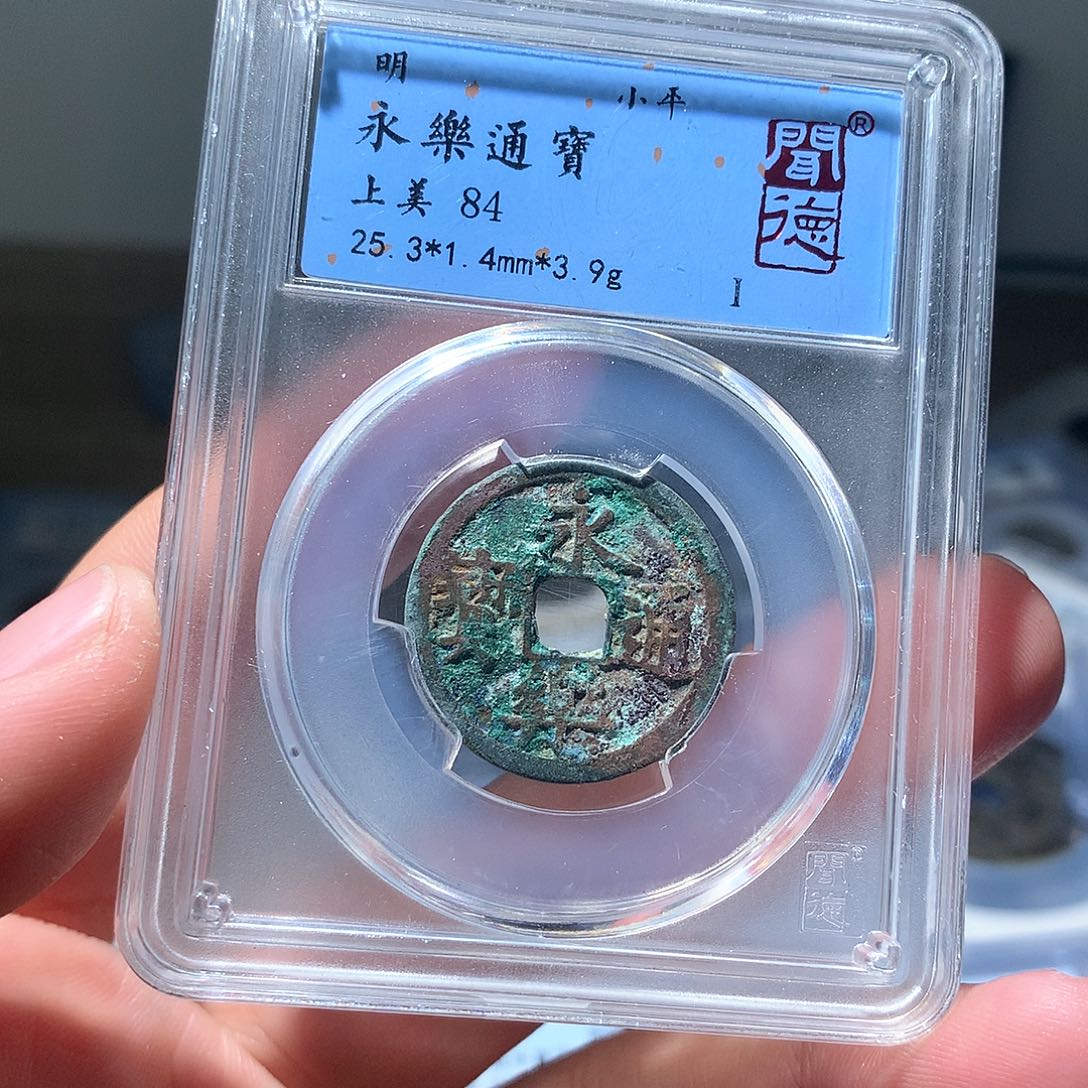 明
小平
永樂通寶
上美 84
25.3*1.4mm*3.9g
1
聞德®
永樂通寶
聞德